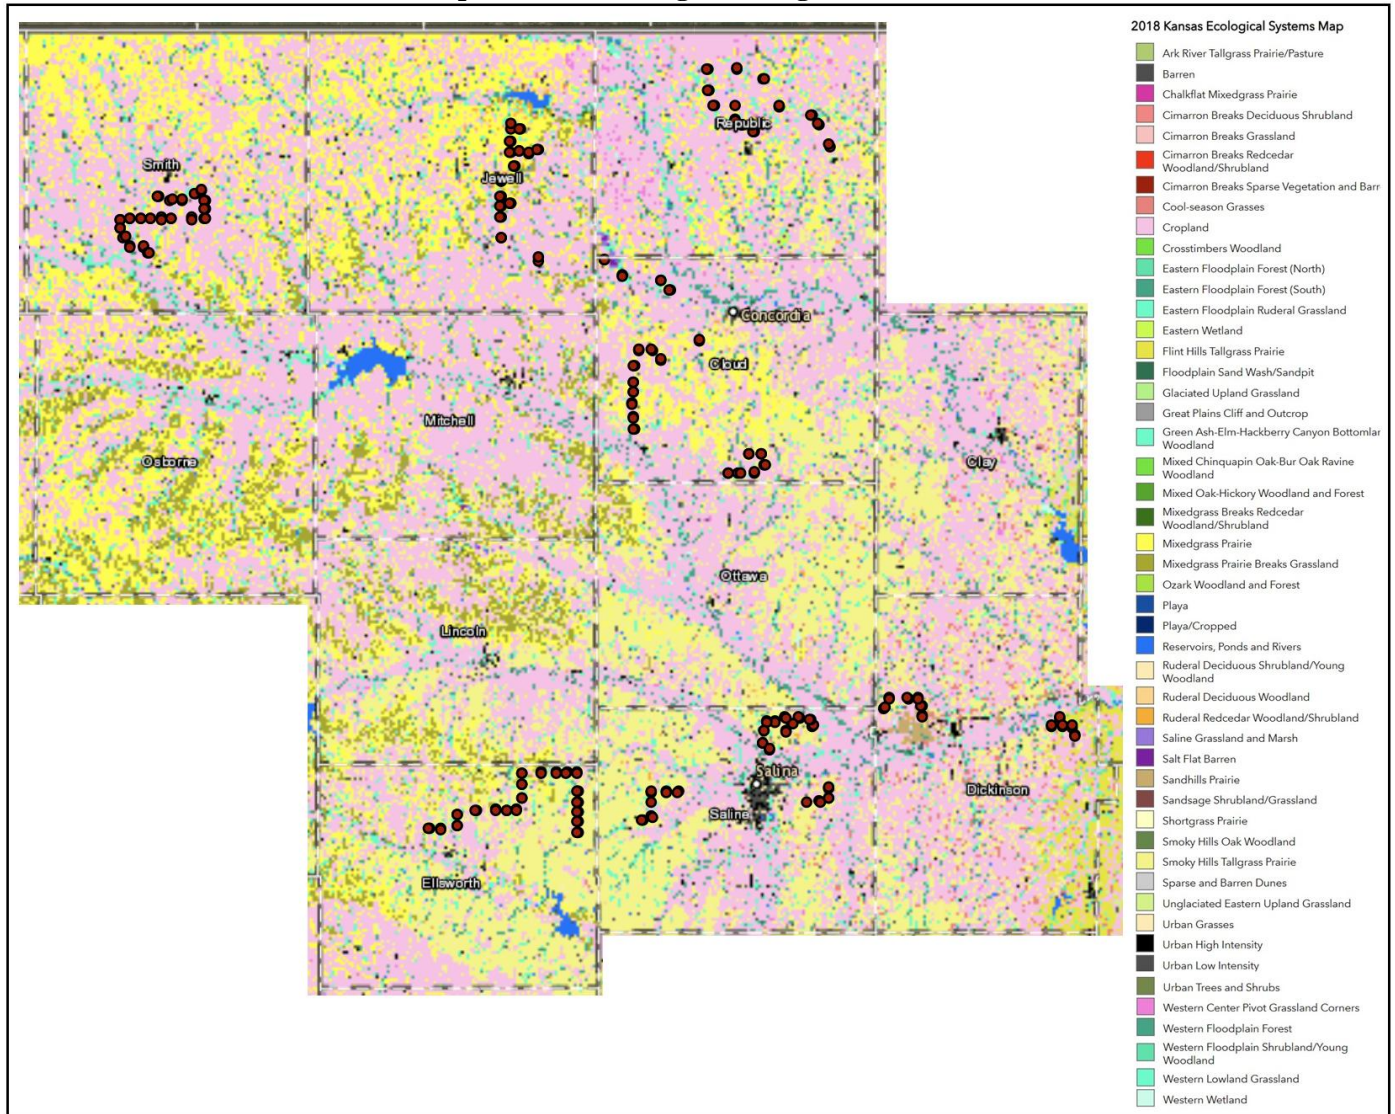 2018 Kansas Ecological Systems Map
Ark River Tallgrass Prairie/Pasture
Barren
Chalkflat Mixedgrass Prairie
Cimarron Breaks Deciduous Shrubland
Cimarron Breaks Grassland
Cimarron Breaks Redcedar
Woodland/Shrubland
Cimarron Breaks Sparse Vegetation and Barr
Cool-season Grasses
Cropland
Crosstimbers Woodland
Eastern Floodplain Forest (North)
Eastern Floodplain Forest (South)
Eastern Floodplain Ruderal Grassland
Eastern Wetland
Flint Hills Tallgrass Prairie
Floodplain Sand Wash/Sandpit
Glaciated Upland Grassland
Great Plains Cliff and Outcrop
Green Ash-Elm-Hackberry Canyon Bottomlan
Woodland
Mixed Chinquapin Oak-Bur Oak Ravine
Woodland
Mixed Oak-Hickory Woodland and Forest
Mixedgrass Breaks Redcedar
Woodland/Shrubland
Mixedgrass Prairie
Mixedgrass Prairie Breaks Grassland
Ozark Woodland and Forest
Playa
Playa/Cropped
Reservoirs, Ponds and Rivers
Ruderal Deciduous Shrubland/Young
Woodland
Ruderal Deciduous Woodland
Ruderal Redcedar Woodland/Shrubland
Saline Grassland and Marsh
Salt Flat Barren
Sandhills Prairie
Sandsage Shrubland/Grassland
Shortgrass Prairie
Smoky Hills Oak Woodland
Smoky Hills Tallgrass Prairie
Sparse and Barren Dunes
Unglaciated Eastern Upland Grassland
Urban Grasses
Urban High Intensity
Urban Low Intensity
Urban Trees and Shrubs
Western Center Pivot Grassland Corners
Western Floodplain Forest
Western Floodplain Shrubland/Young
Woodland
Western Lowland Grassland
Western Wetland
Republic
Smith
Jewell
Concordia
Cloud
Mitchell
Osborne
Clay
Ottawa
Lincoln
Salina
Dickinson
Saline
Ellsworth